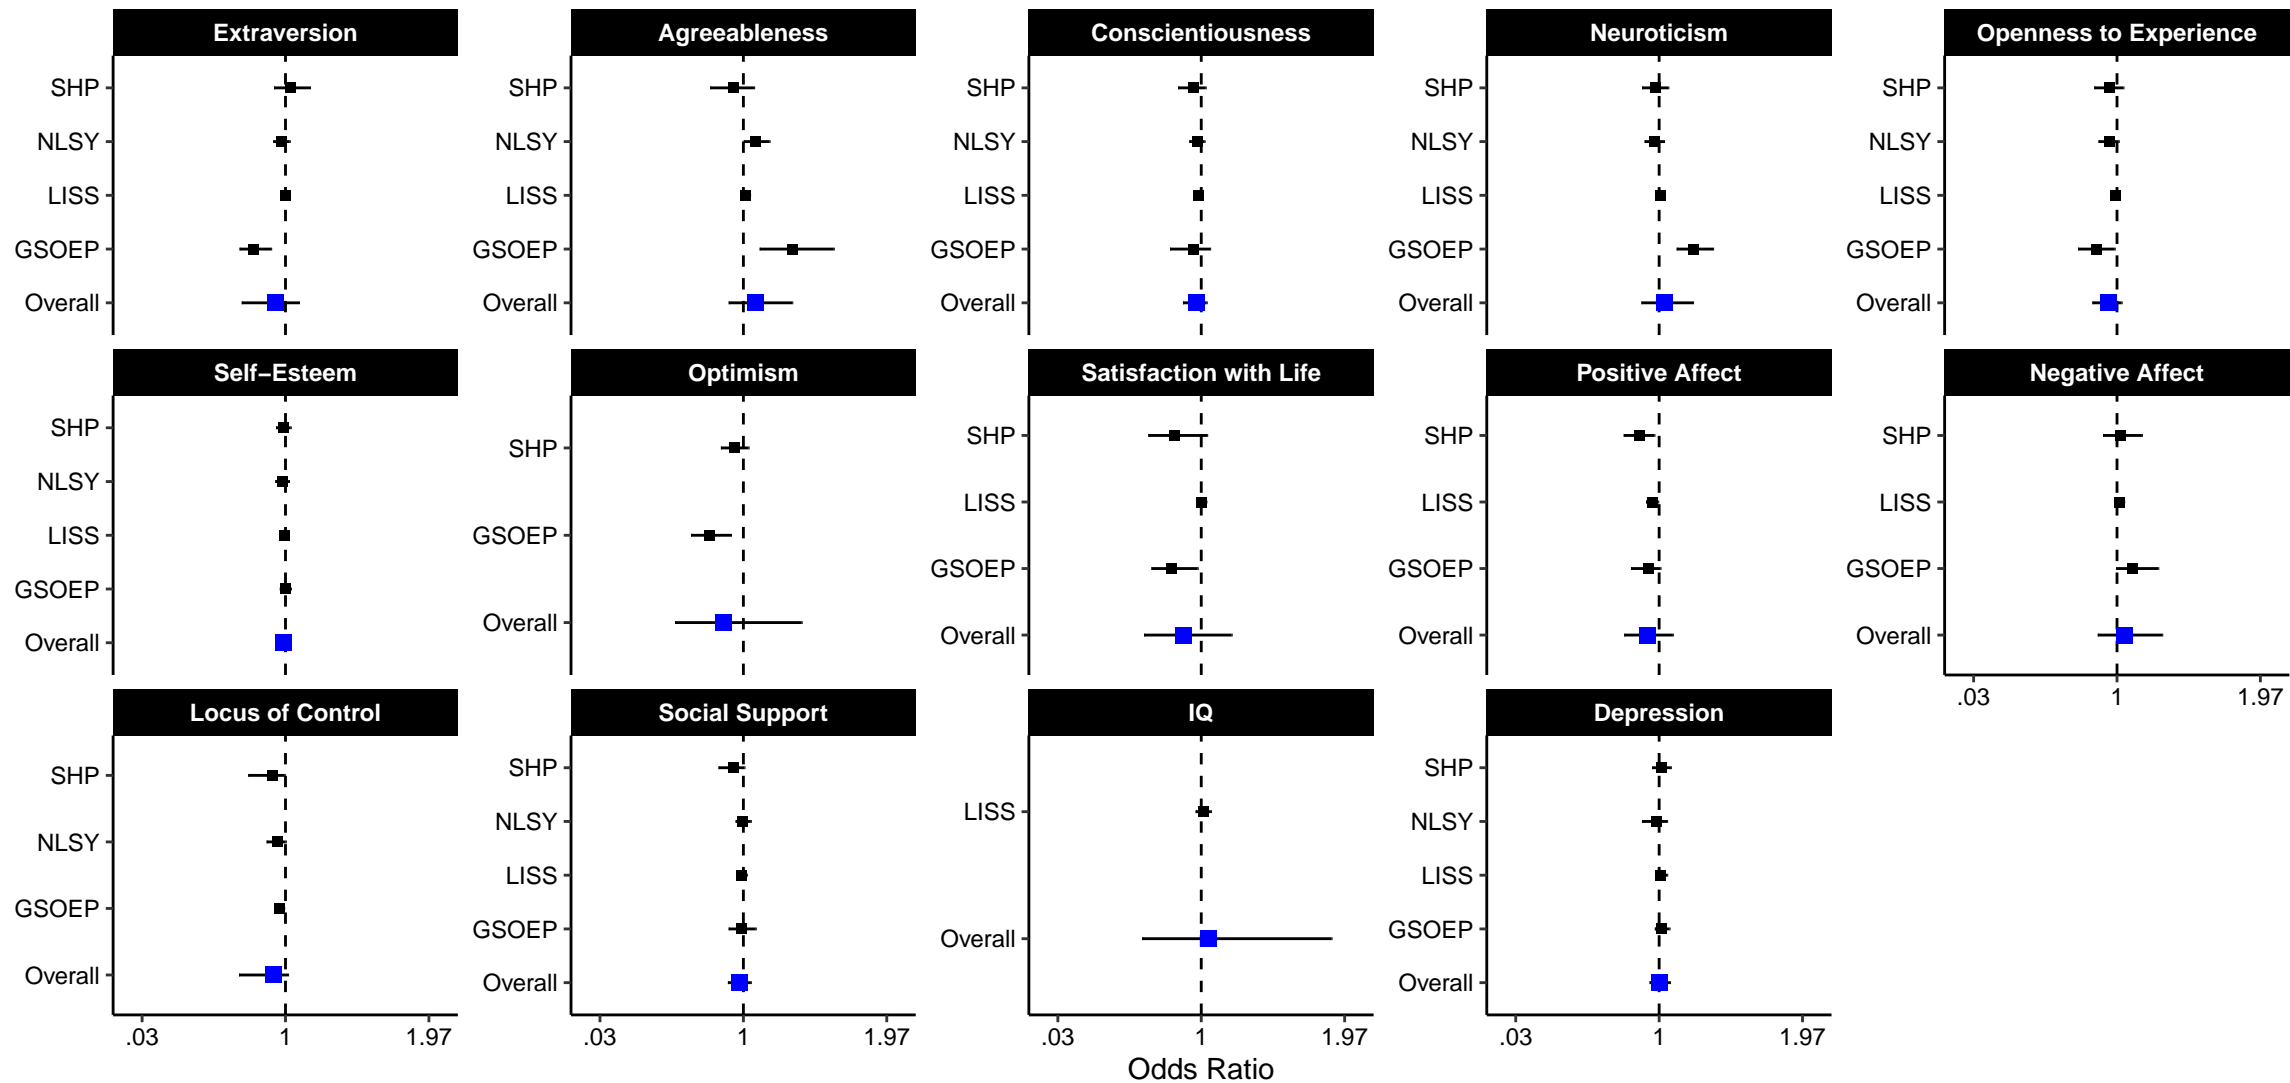 Extraversion
SHP
NLSY
LISS
GSOEP
Overall
Agreeableness
SHP
NLSY
LISS
GSOEP
Overall
Conscientiousness
SHP
NLSY
LISS
GSOEP
Overall
Neuroticism
SHP
NLSY
LISS
GSOEP
Overall
Openness to Experience
SHP
NLSY
LISS
GSOEP
Overall
Self−Esteem
SHP
NLSY
LISS
GSOEP
Overall
Optimism
SHP
GSOEP
Overall
Satisfaction with Life
SHP
LISS
GSOEP
Overall
Positive Affect
SHP
LISS
GSOEP
Overall
Negative Affect
SHP
LISS
GSOEP
Overall
.03 1 1.97
Locus of Control
SHP
NLSY
GSOEP
Overall
.03 1 1.97
Social Support
SHP
NLSY
LISS
GSOEP
Overall
.03 1 1.97
IQ
LISS
Overall
.03 1 1.97
Depression
SHP
NLSY
LISS
GSOEP
Overall
.03 1 1.97
Odds Ratio